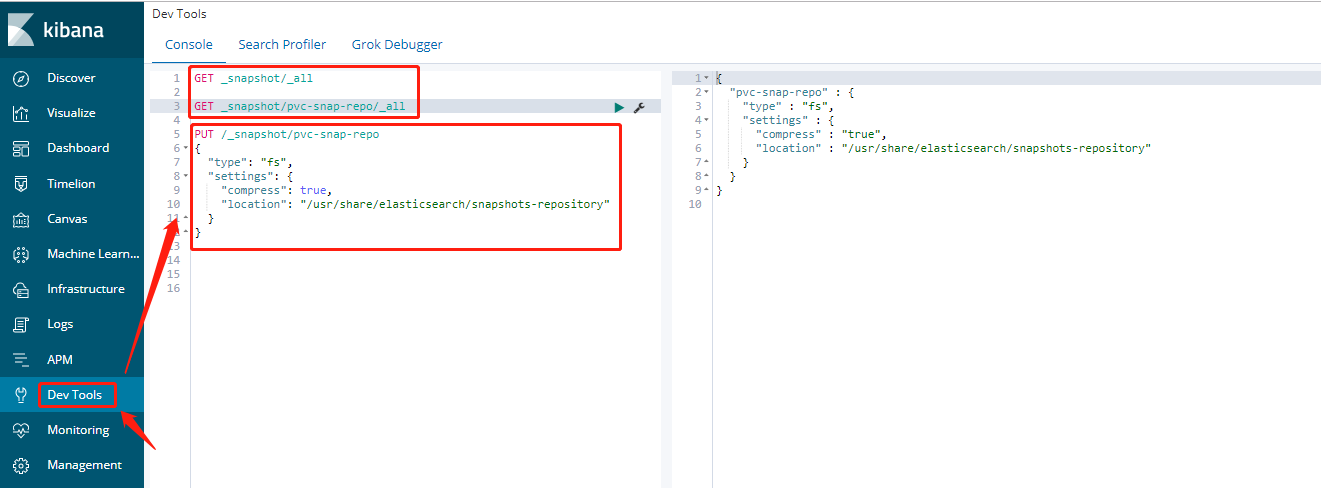 kibana
Discover
Visualize
Dashboard
Timelion
Canvas
Machine Learn...
Infrastructure
Logs
APM
Dev Tools
Monitoring
Management
Dev Tools
Console Search Profiler Grok Debugger
1 GET _snapshot/_all
2
3 GET _snapshot/pvc-snap-repo/_all
4
5 PUT /_snapshot/pvc-snap-repo
6 {
7 "type": "fs",
8 "settings": {
9 "compress": true,
10 "location": "/usr/share/elasticsearch/snapshots-repository"
11 }
}
13
14
15
16
1 {
2 "pvc-snap-repo" : {
3 "type" : "fs",
4 "settings" : {
5 "compress" : "true",
6 "location" : "/usr/share/elasticsearch/snapshots-repository"
7 }
8 }
9 }
10